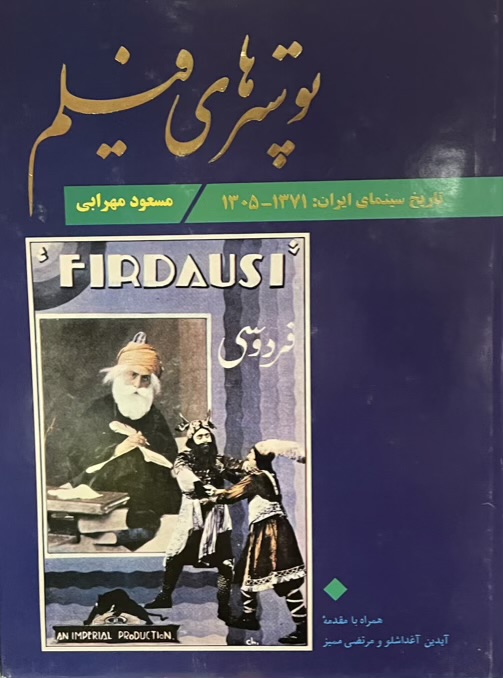 پوسترهای فیلم
تاریخ سینمای ایران: ۱۳۷۱-۱۳۰۵ / مسعود مهرابی
'FIRDAUSI'
فردوسی
AN IMPERIAL PRODUCTION.
ch.
همراه با مقدمهٔ
آیدین آغداشلو و مرتضی ممیز